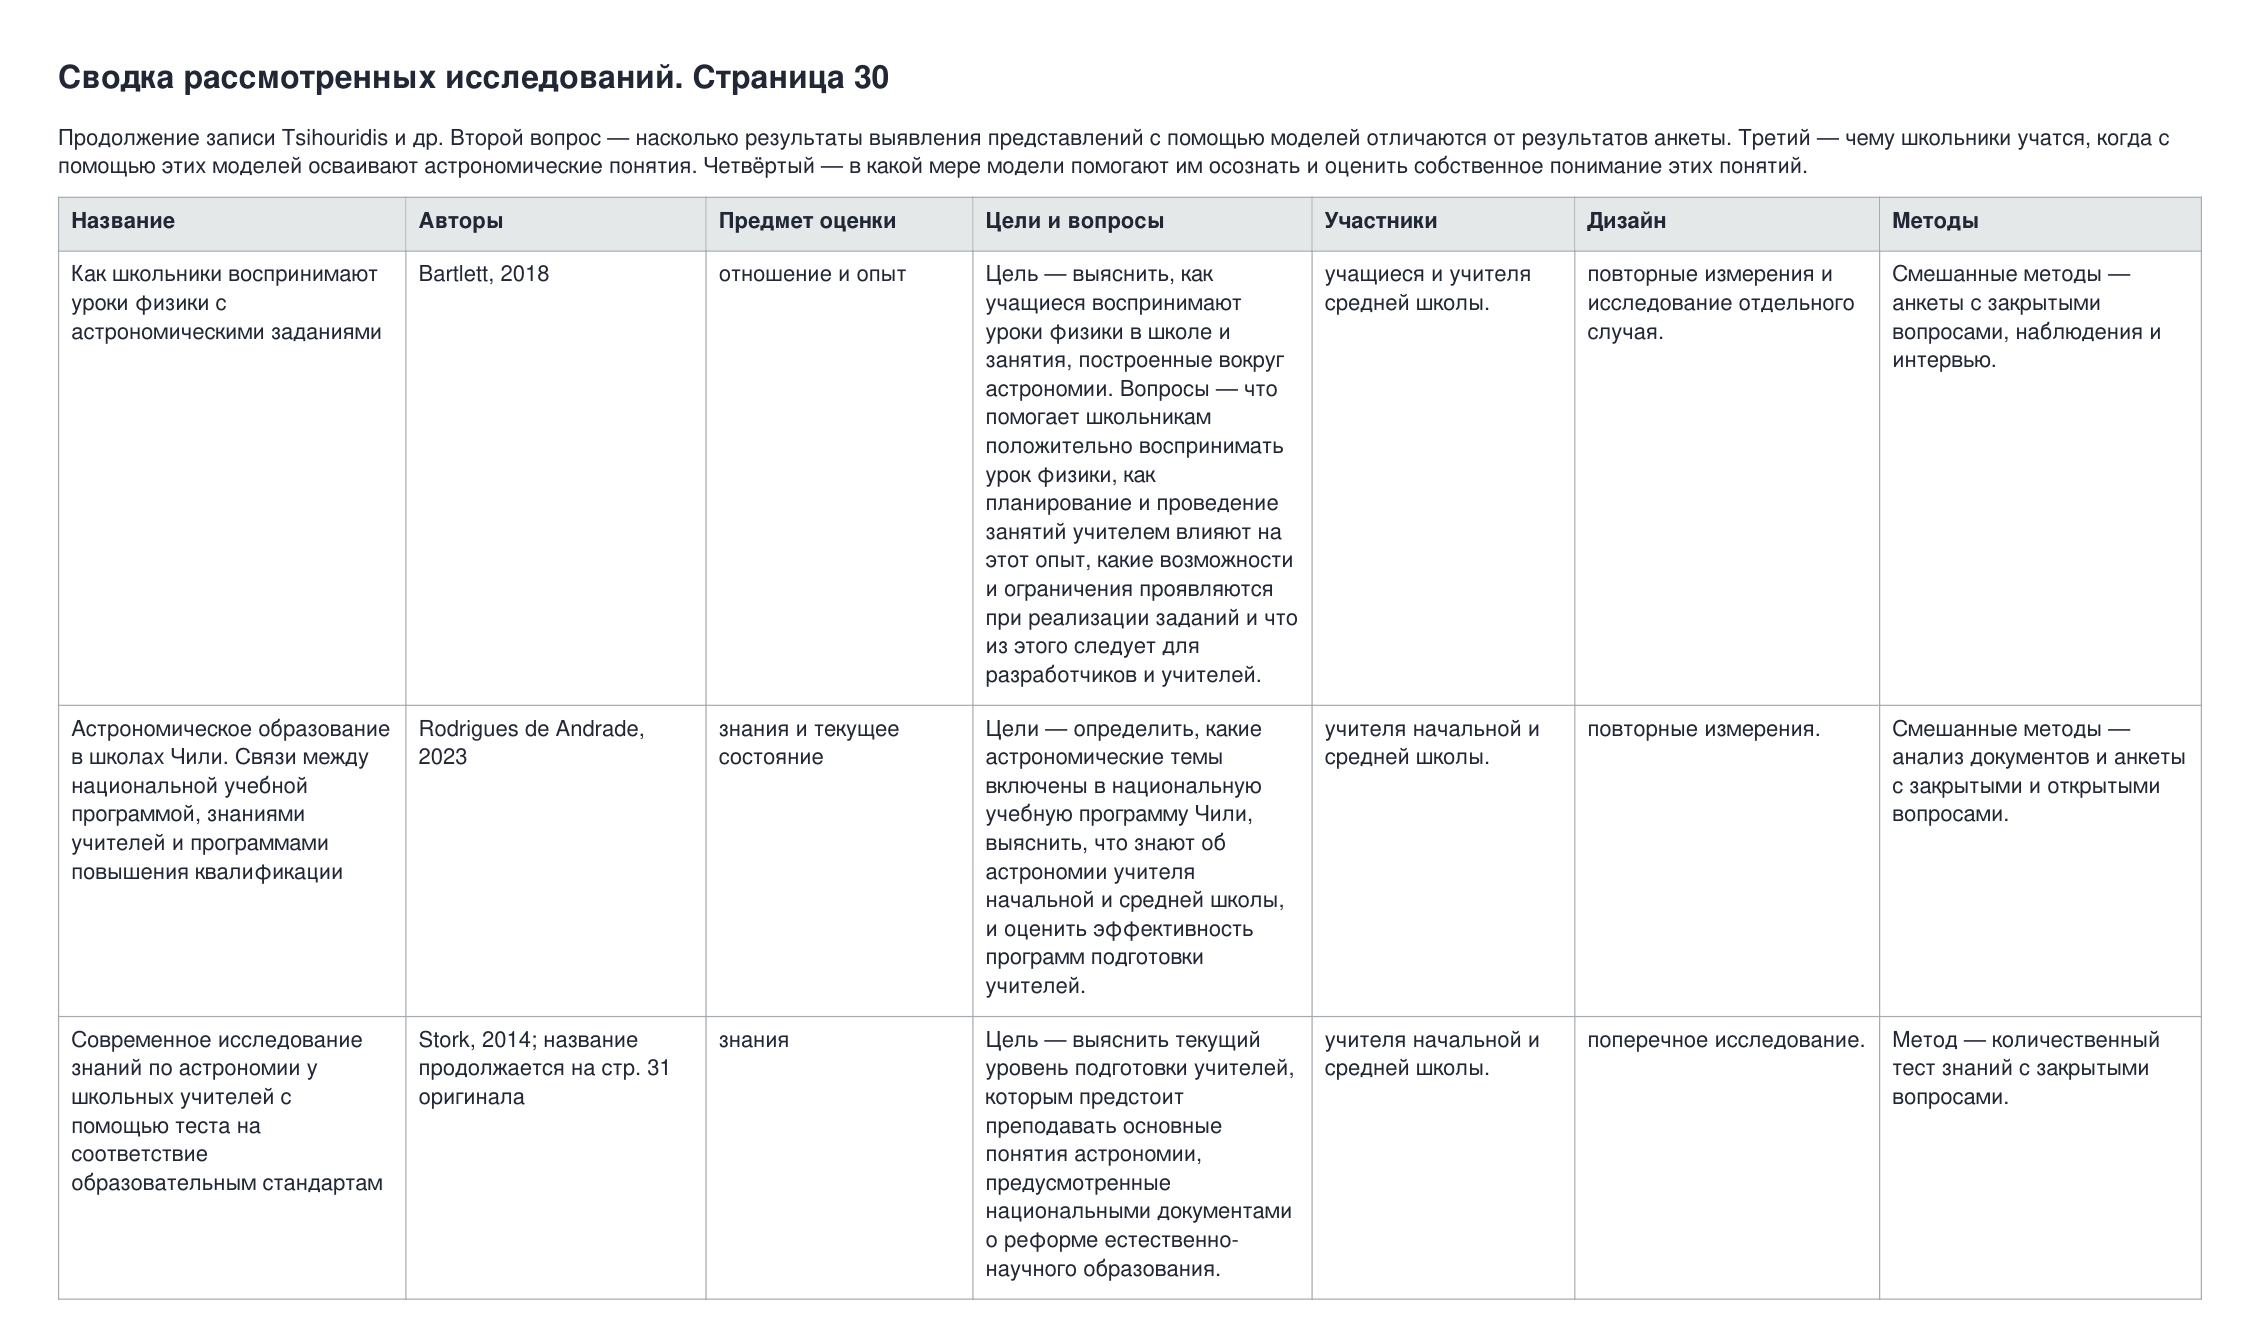 Сводка рассмотренных исследований. Страница 30
Продолжение записи Tsihouridis и др. Второй вопрос — насколько результаты выявления представлений с помощью моделей отличаются от результатов анкеты. Третий — чему школьники учатся, когда с
помощью этих моделей осваивают астрономические понятия. Четвёртый — в какой мере модели помогают им осознать и оценить собственное понимание этих понятий.
Название
Авторы
Предмет оценки
Цели и вопросы
Участники
Дизайн
Методы
Как школьники воспринимают
уроки физики с
астрономическими заданиями
Bartlett, 2018
отношение и опыт
Цель — выяснить, как
учащиеся воспринимают
уроки физики в школе и
занятия, построенные вокруг
астрономии. Вопросы — что
помогает школьникам
положительно воспринимать
урок физики, как
планирование и проведение
занятий учителем влияют на
этот опыт, какие возможности
и ограничения проявляются
при реализации заданий и что
из этого следует для
разработчиков и учителей.
учащиеся и учителя
средней школы.
повторные измерения и
исследование отдельного
случая.
Смешанные методы —
анкеты с закрытыми
вопросами, наблюдения и
интервью.
Астрономическое образование
в школах Чили. Связи между
национальной учебной
программой, знаниями
учителей и программами
повышения квалификации
Rodrigues de Andrade,
2023
знания и текущее
состояние
Цели — определить, какие
астрономические темы
включены в национальную
учебную программу Чили,
выяснить, что знают об
астрономии учителя
начальной и средней школы,
и оценить эффективность
программ подготовки
учителей.
учителя начальной и
средней школы.
повторные измерения.
Смешанные методы —
анализ документов и анкеты
с закрытыми и открытыми
вопросами.
Современное исследование
знаний по астрономии у
школьных учителей с
помощью теста на
соответствие
образовательным стандартам
Stork, 2014; название
продолжается на стр. 31
оригинала
знания
Цель — выяснить текущий
уровень подготовки учителей,
которым предстоит
преподавать основные
понятия астрономии,
предусмотренные
национальными документами
о реформе естественно-
научного образования.
учителя начальной и
средней школы.
поперечное исследование.
Метод — количественный
тест знаний с закрытыми
вопросами.